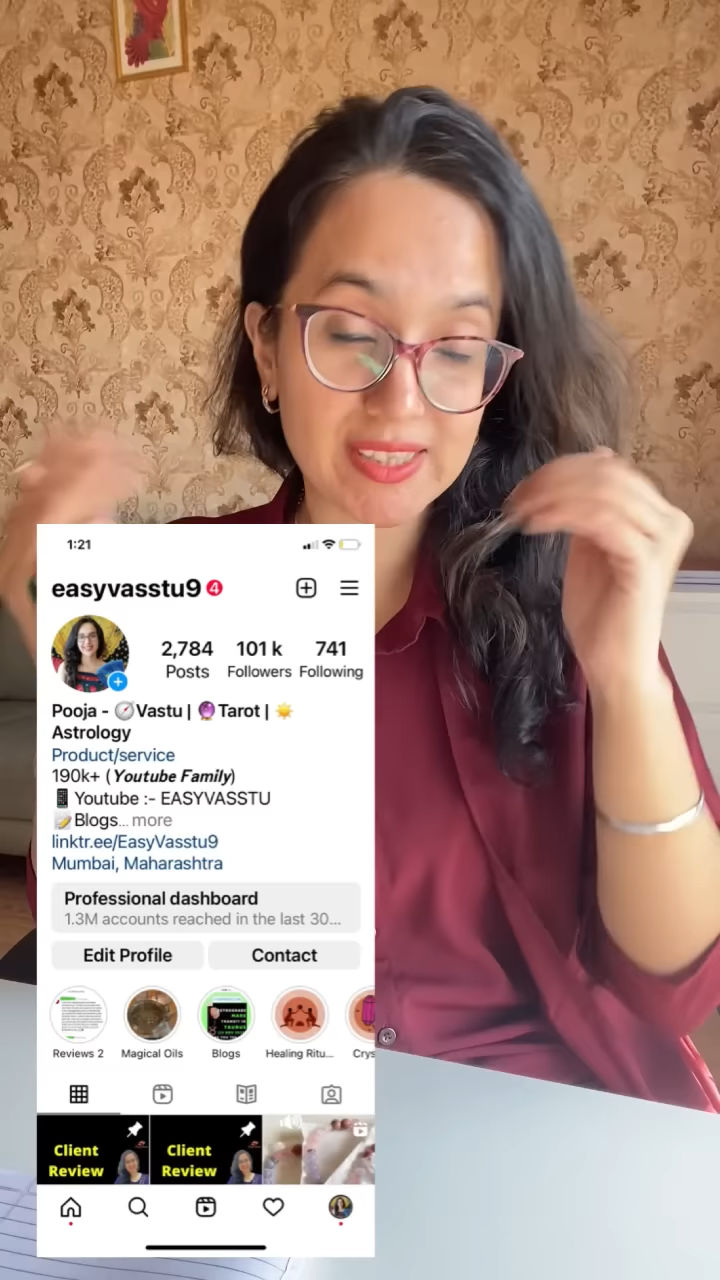 1:21
easyvasstu9 4
2,784 101 k 741
Posts Followers Following
Pooja - 🧭Vastu | 🔮Tarot | ☀️
Astrology
Product/service
190k+ (𝙔𝙤𝙪𝙩𝙪𝙗𝙚 𝙁𝙖𝙢𝙞𝙡𝙮)
📱Youtube :- EASYVASSTU
📝Blogs... more
linktr.ee/EasyVasstu9
Mumbai, Maharashtra
Professional dashboard
1.3M accounts reached in the last 30...
Edit Profile Contact
Reviews 2 Magical Oils Blogs Healing Ritu... Crys
Client Client
Review Review